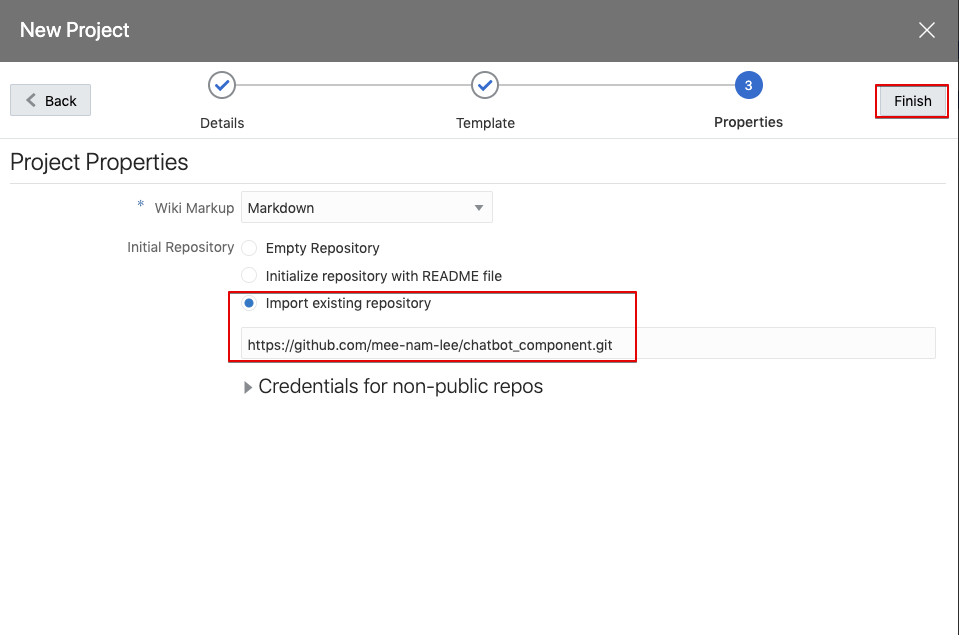 New Project
Back
3
Finish
Details
Template
Properties
Project Properties
* Wiki Markup
Markdown
Initial Repository
Empty Repository
Initialize repository with README file
Import existing repository
https://github.com/mee-nam-lee/chatbot_component.git
Credentials for non-public repos